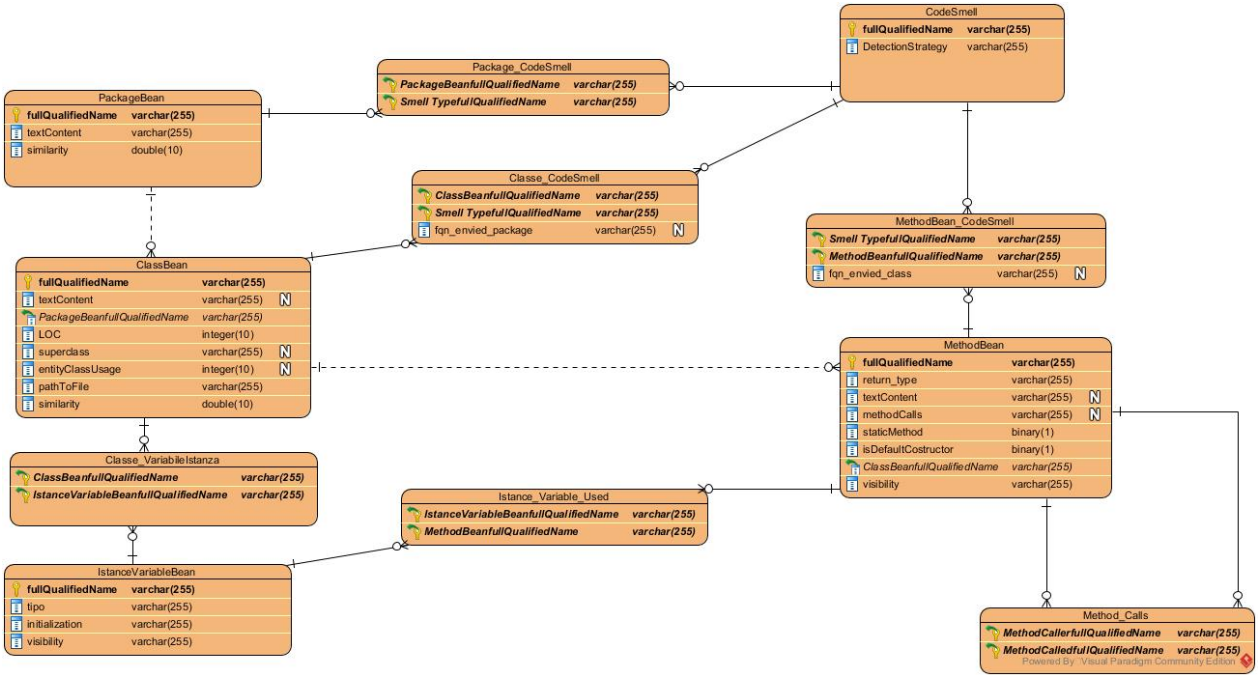 CodeSmell
fullQualifiedName varchar(255)
DetectionStrategy varchar(255)
Package_CodeSmell
PackageBeanfullQualifiedName varchar(255)
Smell TypefullQualifiedName varchar(255)
PackageBean
fullQualifiedName varchar(255)
textContent varchar(255)
similarity double(10)
Classe_CodeSmell
ClassBeanfullQualifiedName varchar(255)
Smell TypefullQualifiedName varchar(255)
fqn_envied_package varchar(255) N
MethodBean_CodeSmell
Smell TypefullQualifiedName varchar(255)
MethodBeanfullQualifiedName varchar(255)
fqn_envied_class varchar(255) N
ClassBean
fullQualifiedName varchar(255)
textContent varchar(255) N
PackageBeanfullQualifiedName varchar(255)
LOC integer(10)
superclass varchar(255) N
entityClassUsage integer(10) N
pathToFile varchar(255)
similarity double(10)
MethodBean
fullQualifiedName varchar(255)
return_type varchar(255)
textContent varchar(255) N
methodCalls varchar(255) N
staticMethod binary(1)
isDefaultCostructor binary(1)
ClassBeanfullQualifiedName varchar(255)
visibility varchar(255)
Classe_VariabileIstanza
ClassBeanfullQualifiedName varchar(255)
IstanceVariableBeanfullQualifiedName varchar(255)
Istance_Variable_Used
IstanceVariableBeanfullQualifiedName varchar(255)
MethodBeanfullQualifiedName varchar(255)
IstanceVariableBean
fullQualifiedName varchar(255)
tipo varchar(255)
initialization varchar(255)
visibility varchar(255)
Method_Calls
MethodCallerfullQualifiedName varchar(255)
MethodCalledfullQualifiedName varchar(255)
Powered By Visual Paradigm Community Edition